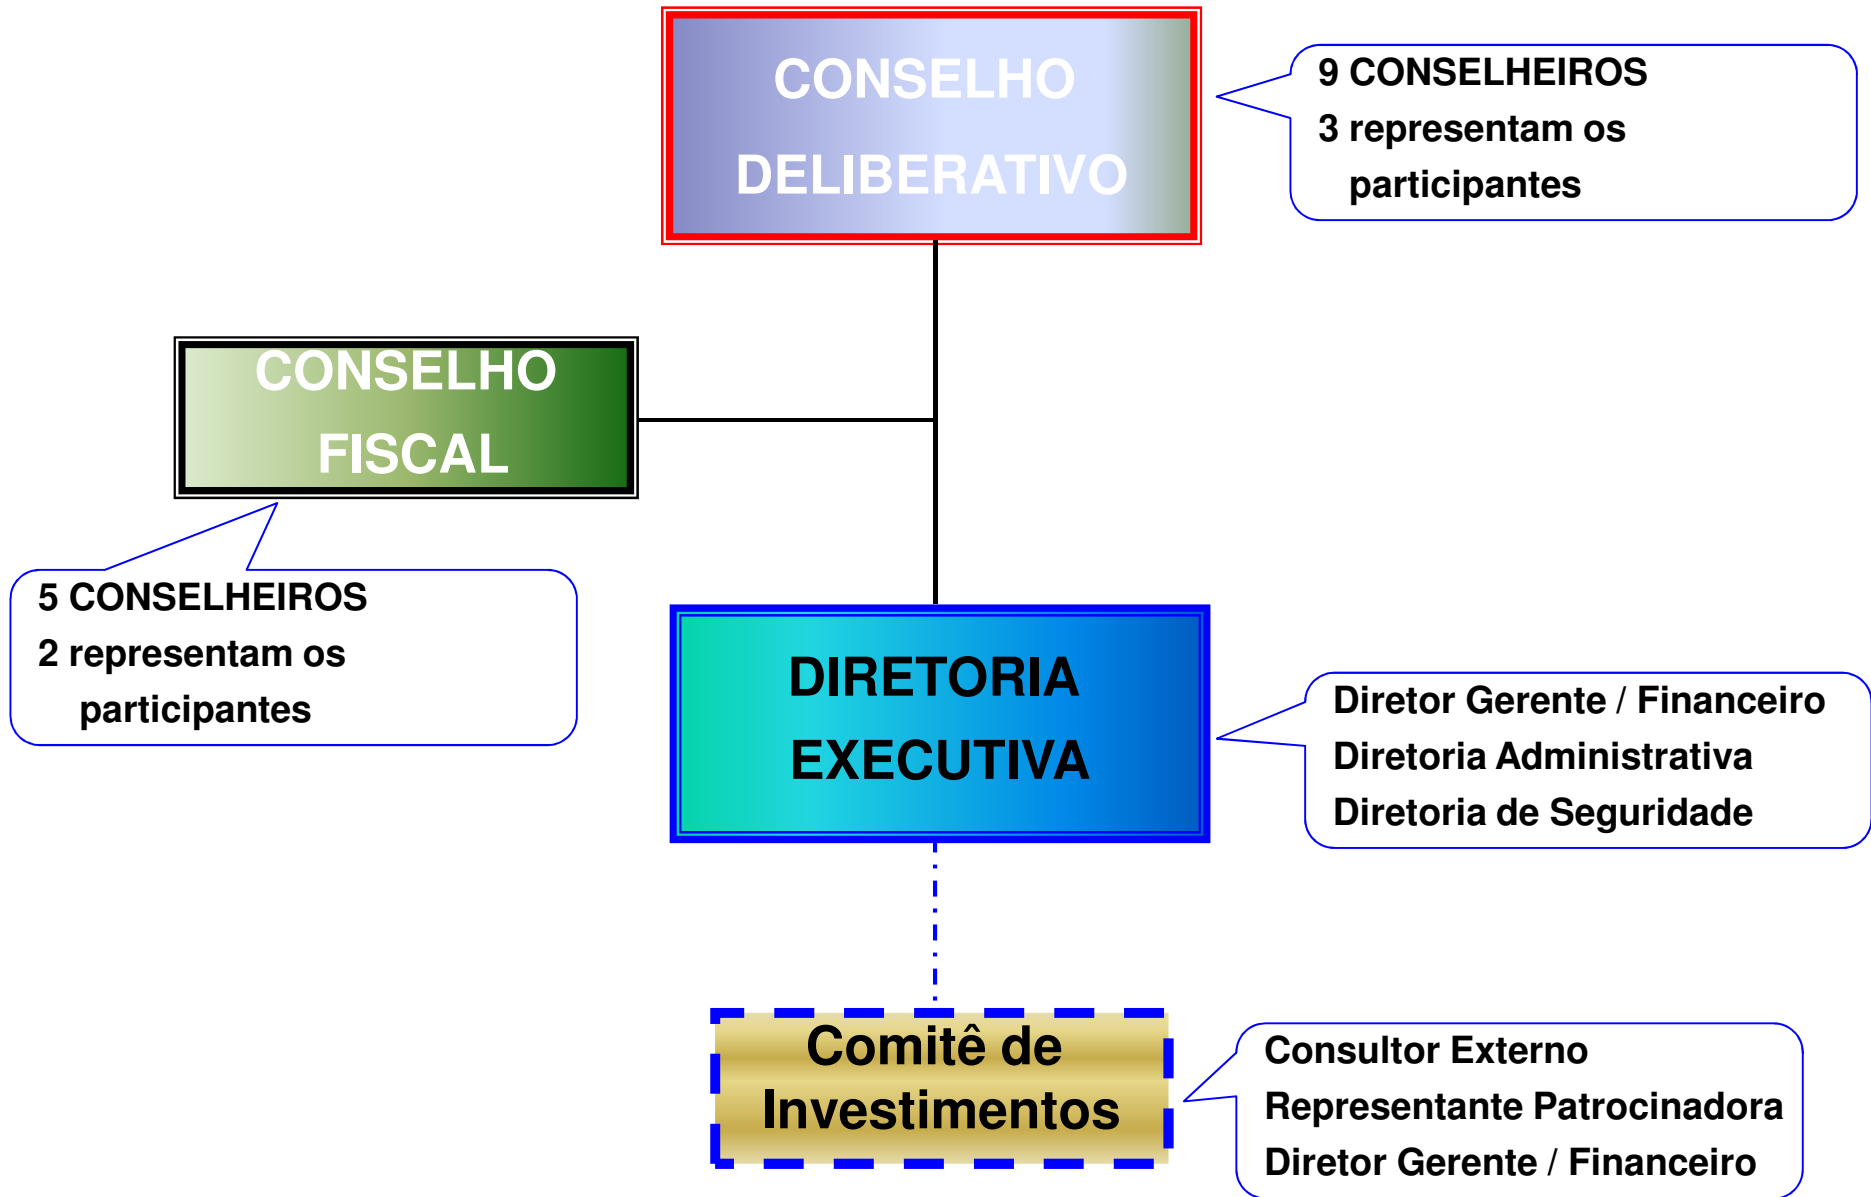 CONSELHO
DELIBERATIVO
9 CONSELHEIROS
3 representam os
participantes
CONSELHO
FISCAL
5 CONSELHEIROS
2 representam os
participantes
DIRETORIA
EXECUTIVA
Diretor Gerente / Financeiro
Diretoria Administrativa
Diretoria de Seguridade
Comitê de
Investimentos
Consultor Externo
Representante Patrocinadora
Diretor Gerente / Financeiro